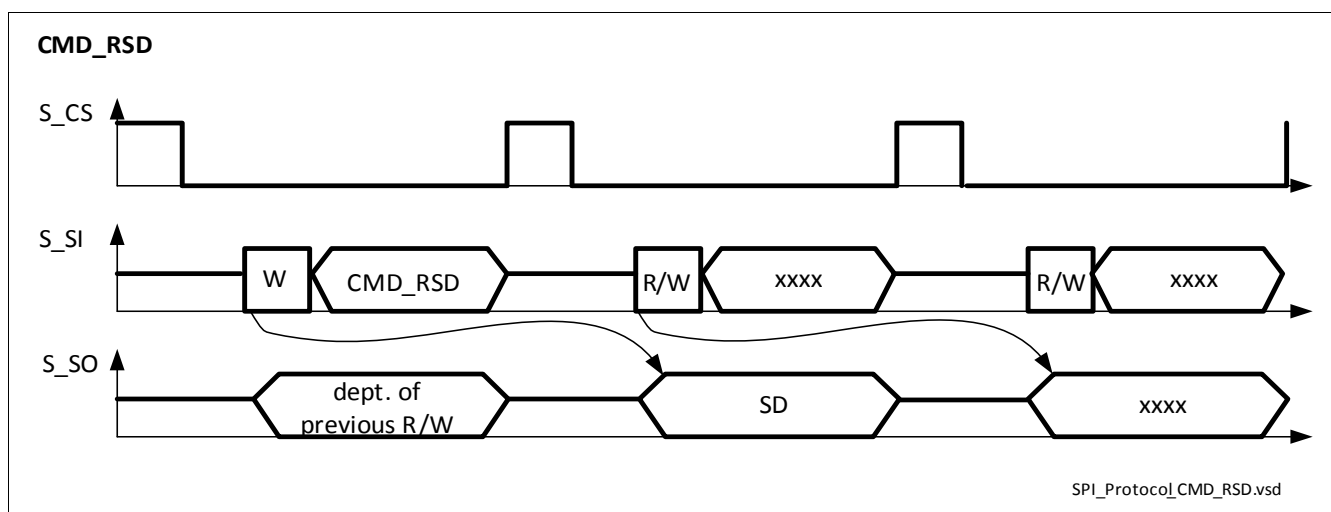 CMD_RSD
S_CS
S_SI
W
CMD_RSD
R/W
xxxx
R/W
xxxx
S_SO
dept. of
previous R/W
SD
xxxx
SPI_Protocol_CMD_RSD.vsd